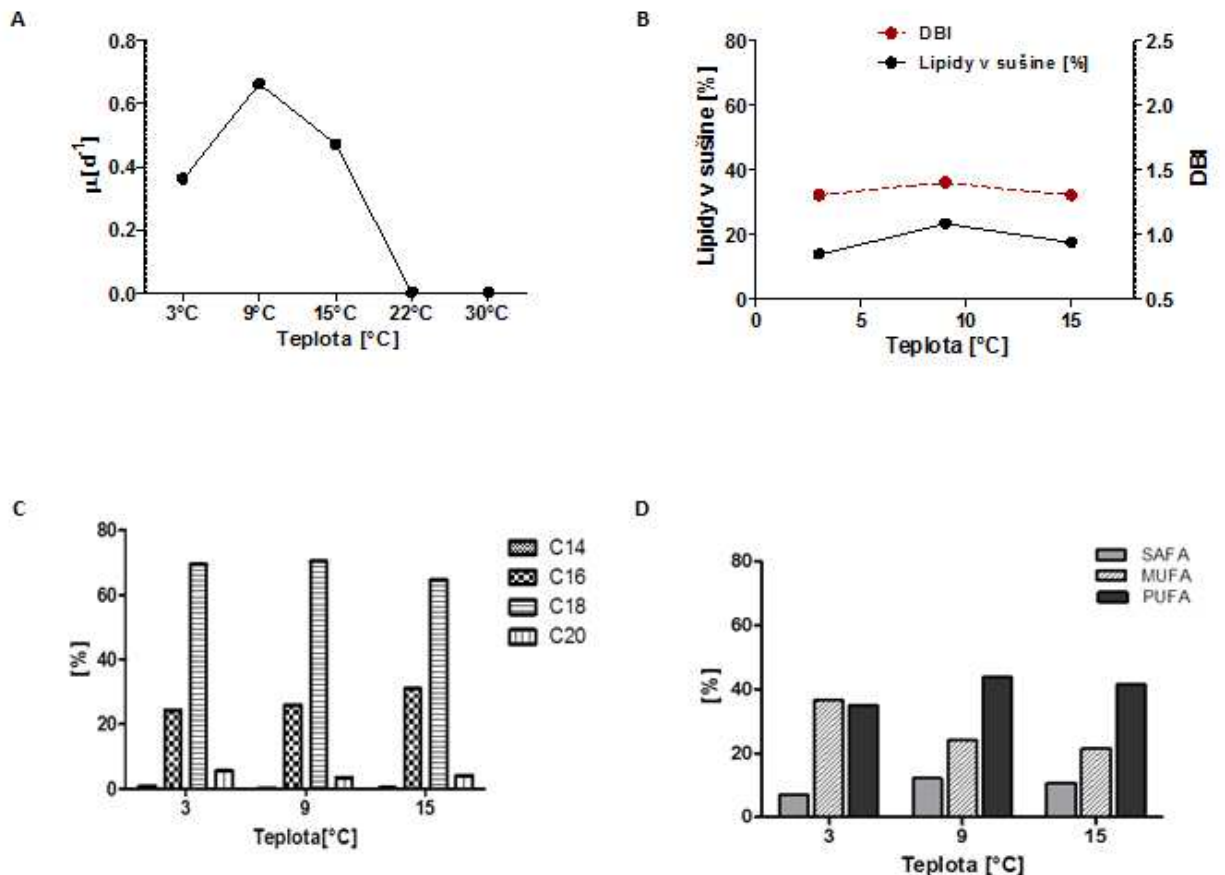 A
0.8
0.6
0.4
0.2
0.0
µ[d⁻¹]
3°C 9°C 15°C 22°C 30°C
Teplota [°C]
B
DBI
Lipidy v sušine [%]
80
60
40
20
0
Lipidy v sušine [%]
2.5
2.0
1.5
1.0
0.5
DBI
0 5 10 15
Teplota [°C]
C
80
60
40
20
0
[%]
C14
C16
C18
C20
3 9 15
Teplota[°C]
D
80
60
40
20
0
[%]
SAFA
MUFA
PUFA
3 9 15
Teplota [°C]